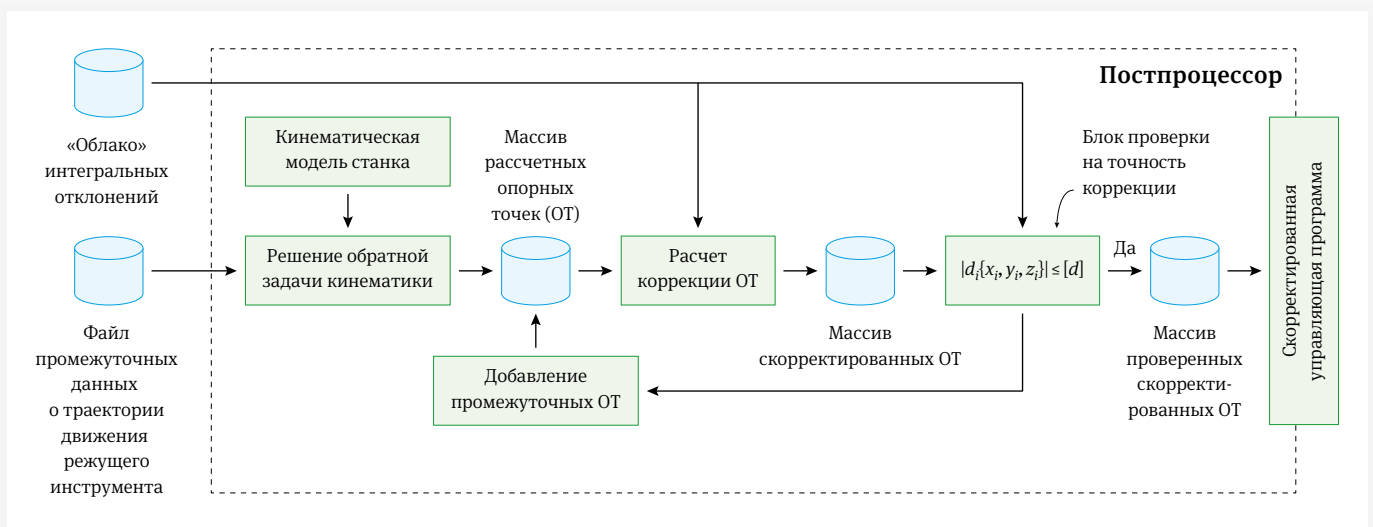 Постпроцессор
«Облако»
интегральных
отклонений
Кинематическая
модель станка
Массив
рассчетных
опорных
точек (ОТ)
Блок проверки
на точность
коррекции
Файл
промежуточных
данных
о траектории
движения
режущего
инструмента
Решение обратной
задачи кинематики
Расчет
коррекции ОТ
Массив
скорректированных ОТ
|dᵢ{xᵢ, yᵢ, zᵢ}| ≤ [d]
Да
Массив
проверенных
скорректи-
рованных ОТ
Добавление
промежуточных ОТ
Скорректированная
управляющая программа